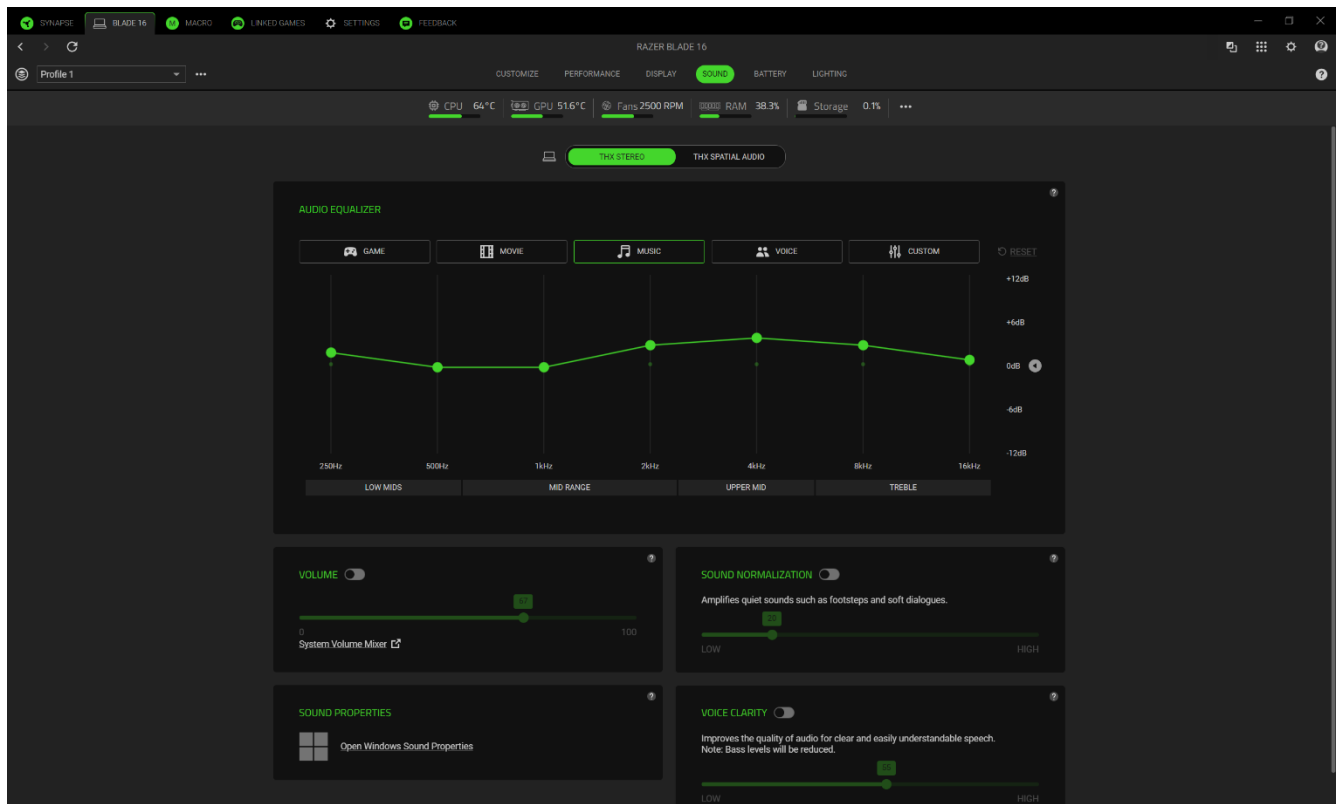 SYNAPSE BLADE 16 M MACRO LINKED GAMES SETTINGS FEEDBACK
RAZER BLADE 16
Profile 1 CUSTOMIZE PERFORMANCE DISPLAY SOUND BATTERY LIGHTING ?
CPU 64°C GPU 51.6°C Fans 2500 RPM RAM 38.3% Storage 0.1%
THX STEREO THX SPATIAL AUDIO
?
AUDIO EQUALIZER
GAME MOVIE MUSIC VOICE CUSTOM RESET
+12dB
+6dB
0dB
-6dB
-12dB
250Hz 500Hz 1kHz 2kHz 4kHz 8kHz 16kHz
LOW MIDS MID RANGE UPPER MID TREBLE
?
VOLUME
67
0 100
System Volume Mixer
?
SOUND NORMALIZATION
Amplifies quiet sounds such as footsteps and soft dialogues.
20
LOW HIGH
?
SOUND PROPERTIES
Open Windows Sound Properties
?
VOICE CLARITY
Improves the quality of audio for clear and easily understandable speech.
Note: Bass levels will be reduced.
55
LOW HIGH